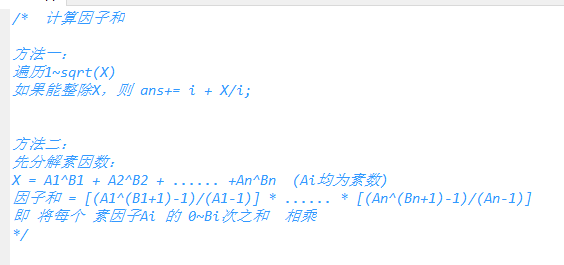 /*  计算因子和
方法一：
遍历1~sqrt(X)
如果能整除X，则 ans+= i + X/i;
方法二：
先分解素因数：
X = A1^B1 + A2^B2 + ...... +An^Bn  (Ai均为素数)
因子和 = [(A1^(B1+1)-1)/(A1-1)] * ...... * [(An^(Bn+1)-1)/(An-1)]
即 将每个 素因子Ai 的 0~Bi次之和  相乘
*/